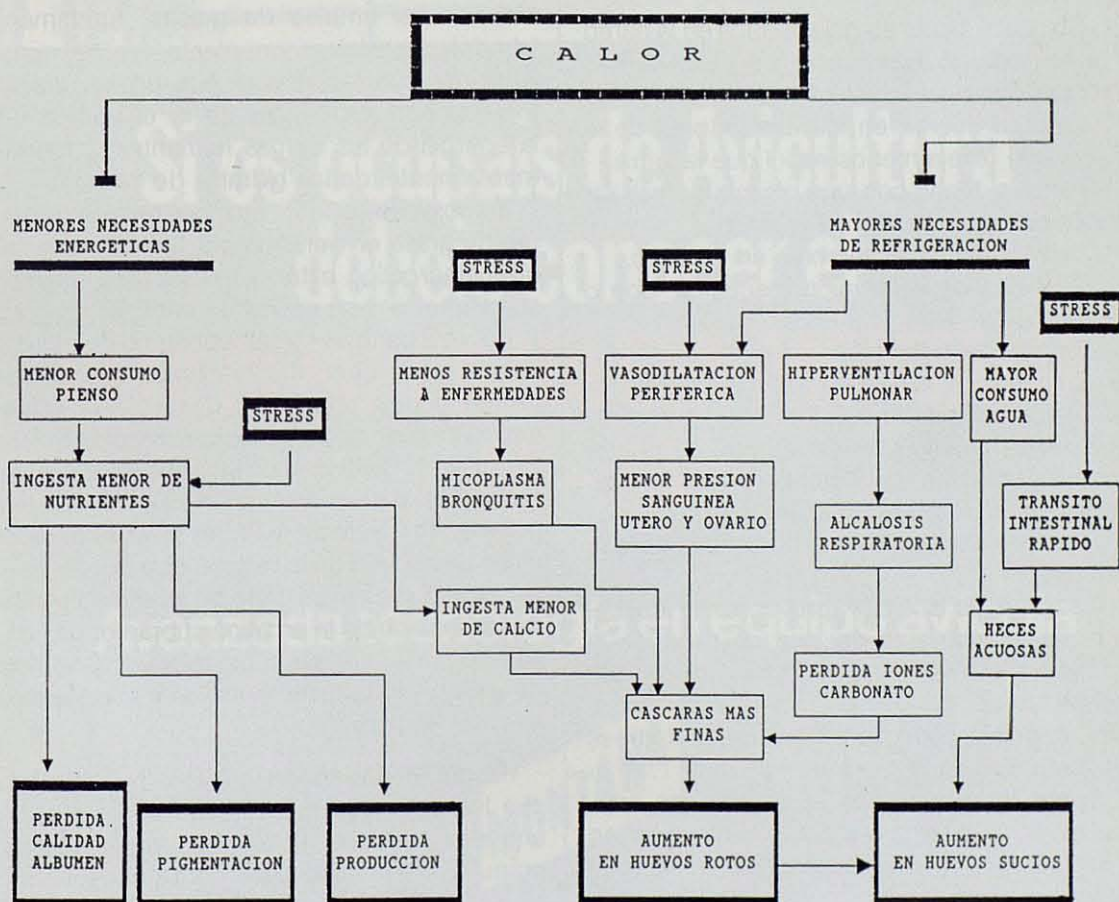 C A L O R
MENORES NECESIDADES
ENERGETICAS
MAYORES NECESIDADES
DE REFRIGERACION
STRESS
STRESS
STRESS
MENOR CONSUMO
PIENSO
MENOS RESISTENCIA
A ENFERMEDADES
VASODILATACION
PERIFERICA
HIPERVENTILACION
PULMONAR
MAYOR
CONSUMO
AGUA
STRESS
INGESTA MENOR DE
NUTRIENTES
MICOPLASMA
BRONQUITIS
MENOR PRESION
SANGUINEA
UTERO Y OVARIO
ALCALOSIS
RESPIRATORIA
TRANSITO
INTESTINAL
RAPIDO
INGESTA MENOR
DE CALCIO
HECES
ACUOSAS
PERDIDA IONES
CARBONATO
CASCARAS MAS
FINAS
PERDIDA
CALIDAD
ALBUMEN
PERDIDA
PIGMENTACION
PERDIDA
PRODUCCION
AUMENTO
EN HUEVOS ROTOS
AUMENTO
EN HUEVOS SUCIOS